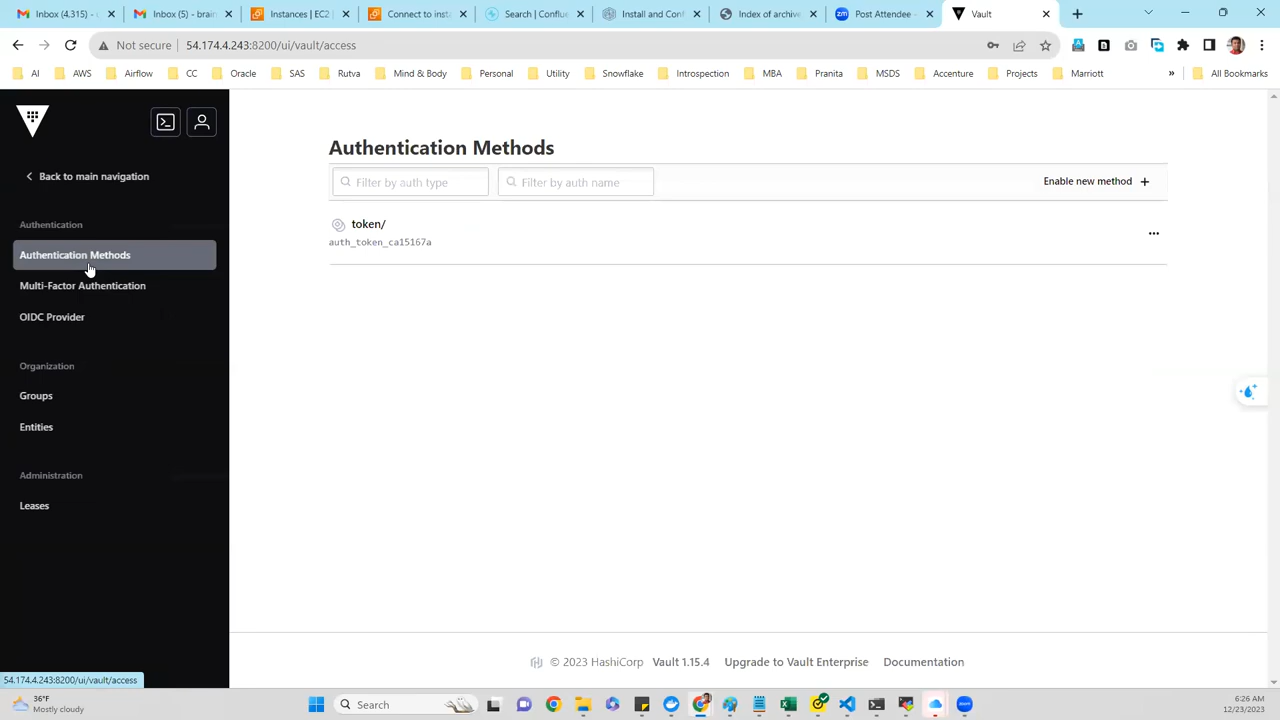 Inbox (4,315) - 
Inbox (5) - brain
Instances | EC2
Connect to insta
Search | Conflue
Install and Conf
Index of archive
zm
Post Attendee -
Vault
Not secure
54.174.4.243:8200/ui/vault/access
AI
AWS
Airflow
CC
Oracle
SAS
Rutva
Mind & Body
Personal
Utility
Snowflake
Introspection
MBA
Pranita
MSDS
Accenture
Projects
Marriott
»
All Bookmarks
Back to main navigation
Authentication
Authentication Methods
Multi-Factor Authentication
OIDC Provider
Organization
Groups
Entities
Administration
Leases
Authentication Methods
Filter by auth type
Filter by auth name
Enable new method +
token/
auth_token_ca15167a
© 2023 HashiCorp Vault 1.15.4 Upgrade to Vault Enterprise Documentation
54.174.4.243:8200/ui/vault/access
36°F
Mostly cloudy
Search
6:26 AM
12/23/2023